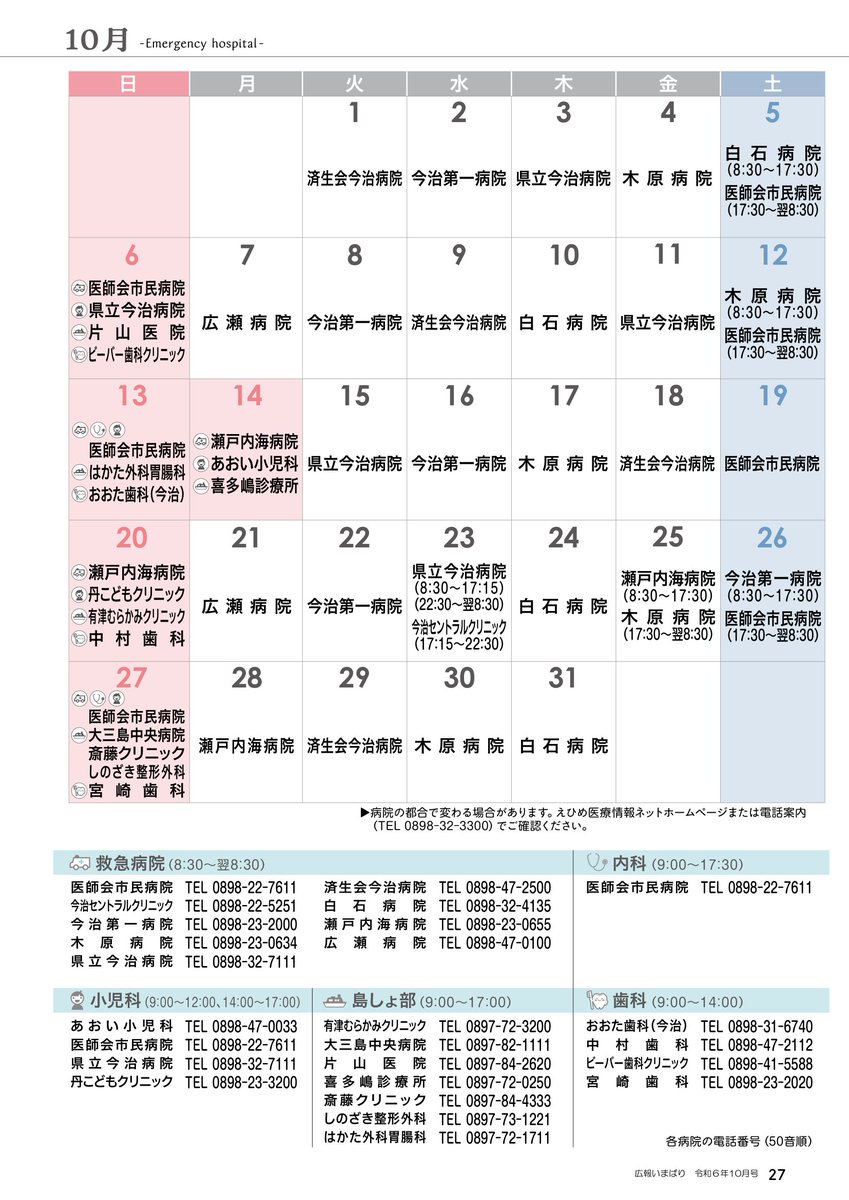 10月 -Emergency hospital-
日 月 火 水 木 金 土
1 2 3 4 5
済生会今治病院
今治第一病院
県立今治病院
木原病院
白石病院
(8:30〜17:30)
医師会市民病院
(17:30〜翌8:30)
6 7 8 9 10 11 12
医師会市民病院
県立今治病院
片山医院
ビーバー歯科クリニック
広瀬病院
今治第一病院
済生会今治病院
白石病院
県立今治病院
木原病院
(8:30〜17:30)
医師会市民病院
(17:30〜翌8:30)
13 14 15 16 17 18 19
医師会市民病院
はかた外科胃腸科
おおた歯科(今治)
瀬戸内海病院
あおい小児科
喜多嶋診療所
県立今治病院
今治第一病院
木原病院
済生会今治病院
医師会市民病院
20 21 22 23 24 25 26
瀬戸内海病院
丹こどもクリニック
有津むらかみクリニック
中村歯科
広瀬病院
今治第一病院
県立今治病院
(8:30〜17:15)
(22:30〜翌8:30)
今治セントラルクリニック
(17:15〜22:30)
白石病院
瀬戸内海病院
(8:30〜17:30)
木原病院
(17:30〜翌8:30)
今治第一病院
(8:30〜17:30)
医師会市民病院
(17:30〜翌8:30)
27 28 29 30 31
医師会市民病院
大三島中央病院
斎藤クリニック
しのざき整形外科
宮崎歯科
瀬戸内海病院
済生会今治病院
木原病院
白石病院
▶病院の都合で変わる場合があります。えひめ医療情報ネットホームページまたは電話案内
(TEL 0898-32-3300)でご確認ください。
救急病院(8:30〜翌8:30)
医師会市民病院 TEL 0898-22-7611
今治セントラルクリニック TEL 0898-22-5251
今治第一病院 TEL 0898-23-2000
木原病院 TEL 0898-23-0634
県立今治病院 TEL 0898-32-7111
済生会今治病院 TEL 0898-47-2500
白石病院 TEL 0898-32-4135
瀬戸内海病院 TEL 0898-23-0655
広瀬病院 TEL 0898-47-0100
内科(9:00〜17:30)
医師会市民病院 TEL 0898-22-7611
小児科(9:00〜12:00、14:00〜17:00)
あおい小児科 TEL 0898-47-0033
医師会市民病院 TEL 0898-22-7611
県立今治病院 TEL 0898-32-7111
丹こどもクリニック TEL 0898-23-3200
島しょ部(9:00〜17:00)
有津むらかみクリニック TEL 0897-72-3200
大三島中央病院 TEL 0897-82-1111
片山医院 TEL 0897-84-2620
喜多嶋診療所 TEL 0897-72-0250
斎藤クリニック TEL 0897-84-4333
しのざき整形外科 TEL 0897-73-1221
はかた外科胃腸科 TEL 0897-72-1711
歯科(9:00〜14:00)
おおた歯科(今治) TEL 0898-31-6740
中村歯科 TEL 0898-47-2112
ビーバー歯科クリニック TEL 0898-41-5588
宮崎歯科 TEL 0898-23-2020
各病院の電話番号(50音順)
広報いまばり 令和6年10月号 27